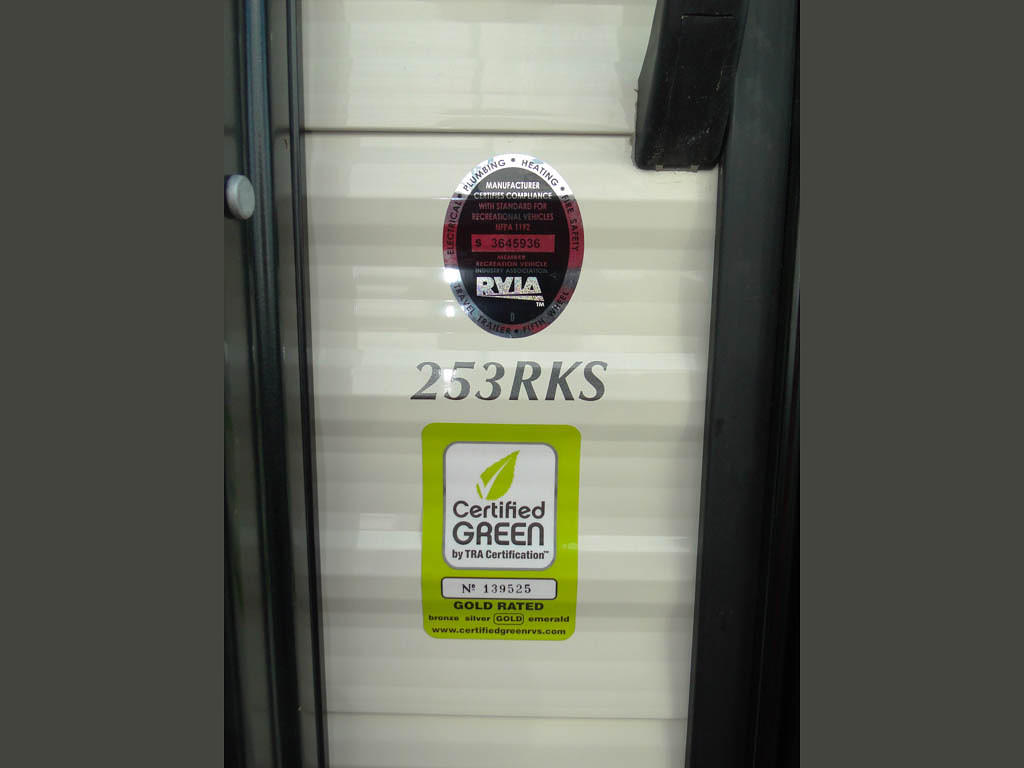 PLUMBING • HEATING • FIRE SAFETY
ELECTRICAL •
MANUFACTURER
CERTIFIES COMPLIANCE
WITH STANDARD FOR
RECREATIONAL VEHICLES
NFPA 1192
S 3645936
MEMBER
RECREATION VEHICLE
INDUSTRY ASSOCIATION
RVIA
TM
D
TRAVEL TRAILER • FIFTH WHEEL
253RKS
Certified
GREEN
by TRA Certification™
Nº 139525
GOLD RATED
bronze silver GOLD emerald
www.certifiedgreenrvs.com